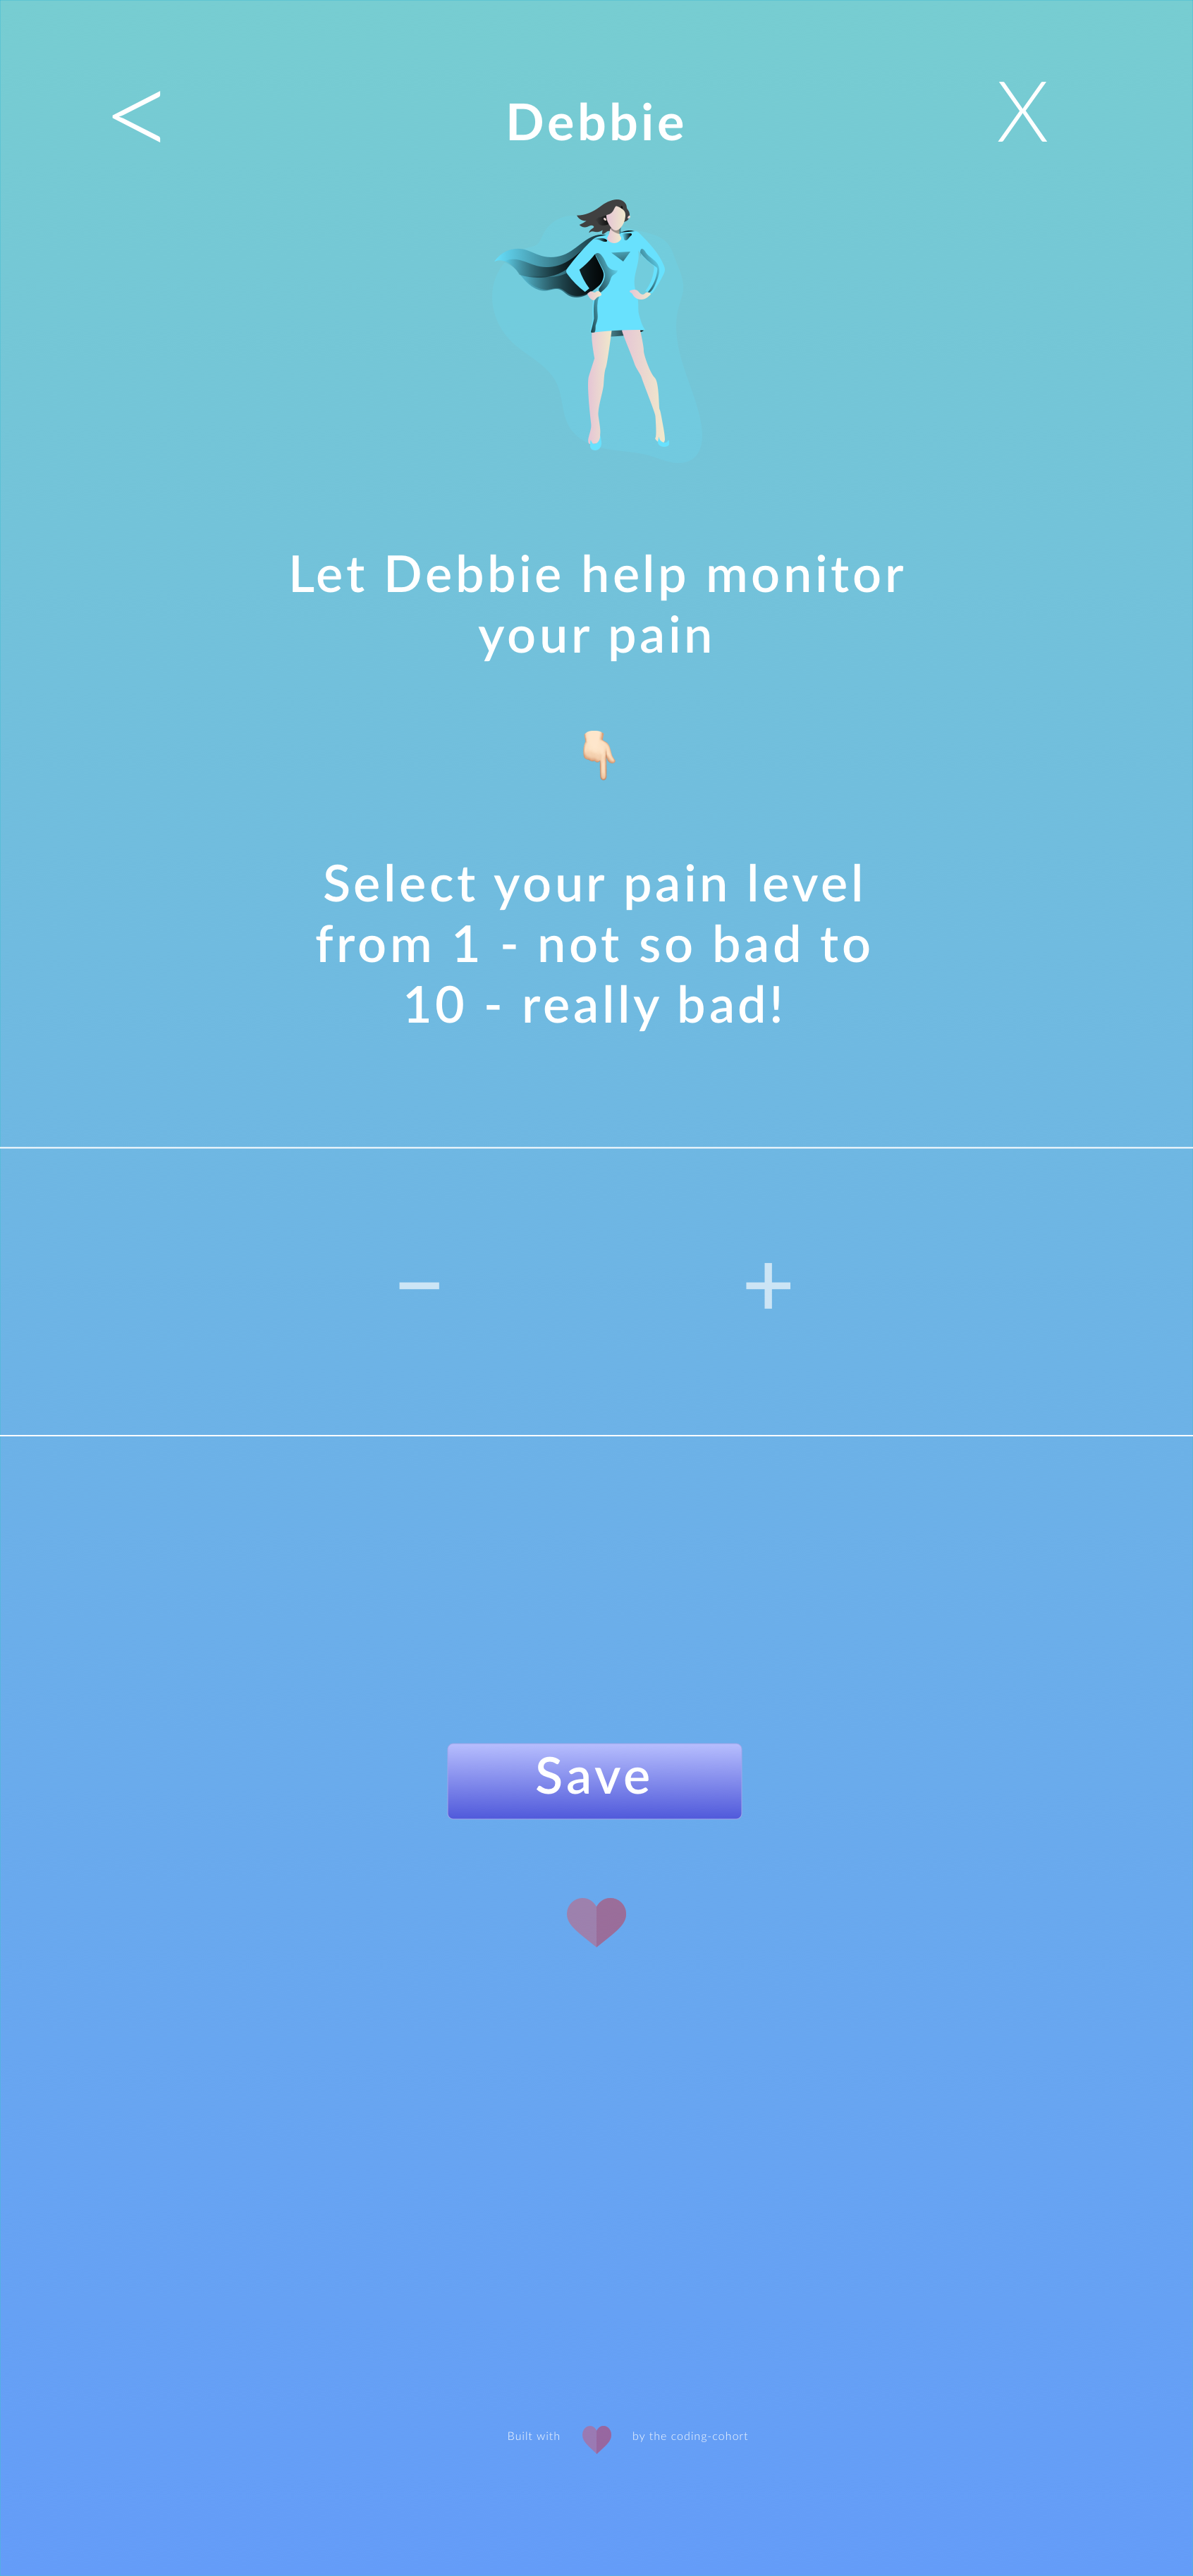 < Debbie X
Let Debbie help monitor
your pain
👇🏻
Select your pain level
from 1 - not so bad to
10 - really bad!
− +
Save
Built with ❤ by the coding-cohort